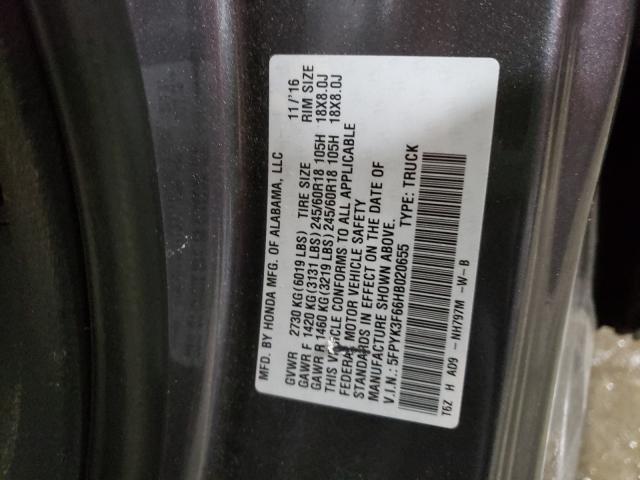 MFD. BY HONDA MFG. OF ALABAMA, LLC 11/'16
GVWR 2730 KG(6019 LBS) TIRE SIZE RIM SIZE
GAWR F 1420 KG(3131 LBS) 245/60R18 105H 18X8.0J
GAWR R 1460 KG(3219 LBS) 245/60R18 105H 18X8.0J
THIS VEHICLE CONFORMS TO ALL APPLICABLE
FEDERAL MOTOR VEHICLE SAFETY
STANDARDS IN EFFECT ON THE DATE OF
MANUFACTURE SHOWN ABOVE.
V.I.N.: 5FPYK3F66HB020655 TYPE: TRUCK
T6Z H A09 - NH797M -W-B